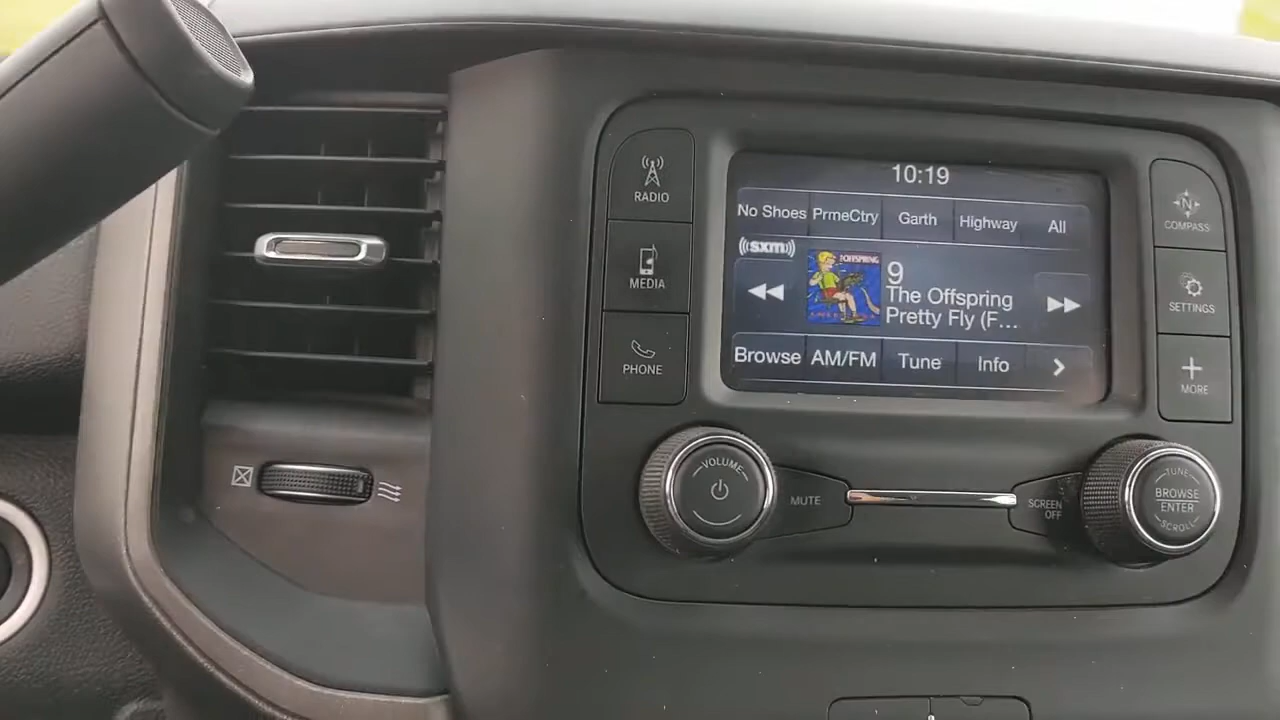 10:19
No Shoes PrmeCtry Garth Highway All
((sxm))
OFFSPRING
9
The Offspring
Pretty Fly (F...
Browse AM/FM Tune Info >
RADIO
MEDIA
PHONE
N
COMPASS
SETTINGS
+
MORE
VOLUME
MUTE
SCREEN
OFF
TUNE
BROWSE
ENTER
SCROLL